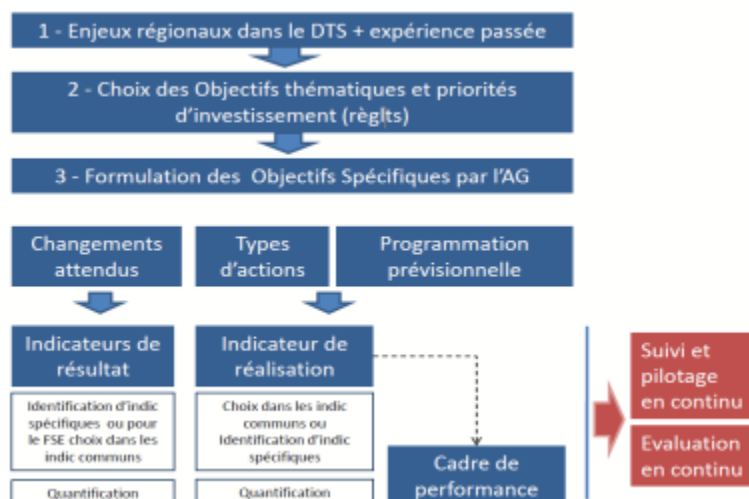 1 - Enjeux régionaux dans le DTS + expérience passée
2 - Choix des Objectifs thématiques et priorités
d'investissement (règlts)
3 - Formulation des Objectifs Spécifiques par l'AG
Changements
attendus
Types
d'actions
Programmation
prévisionnelle
Indicateurs de
résultat
Indicateur de
réalisation
Identification d'indic
spécifiques ou pour
le FSE choix dans les
indic communs
Choix dans les indic
communs ou
Identification d'indic
spécifiques
Quantification
Quantification
Cadre de
performance
Suivi et
pilotage
en continu
Evaluation
en continu